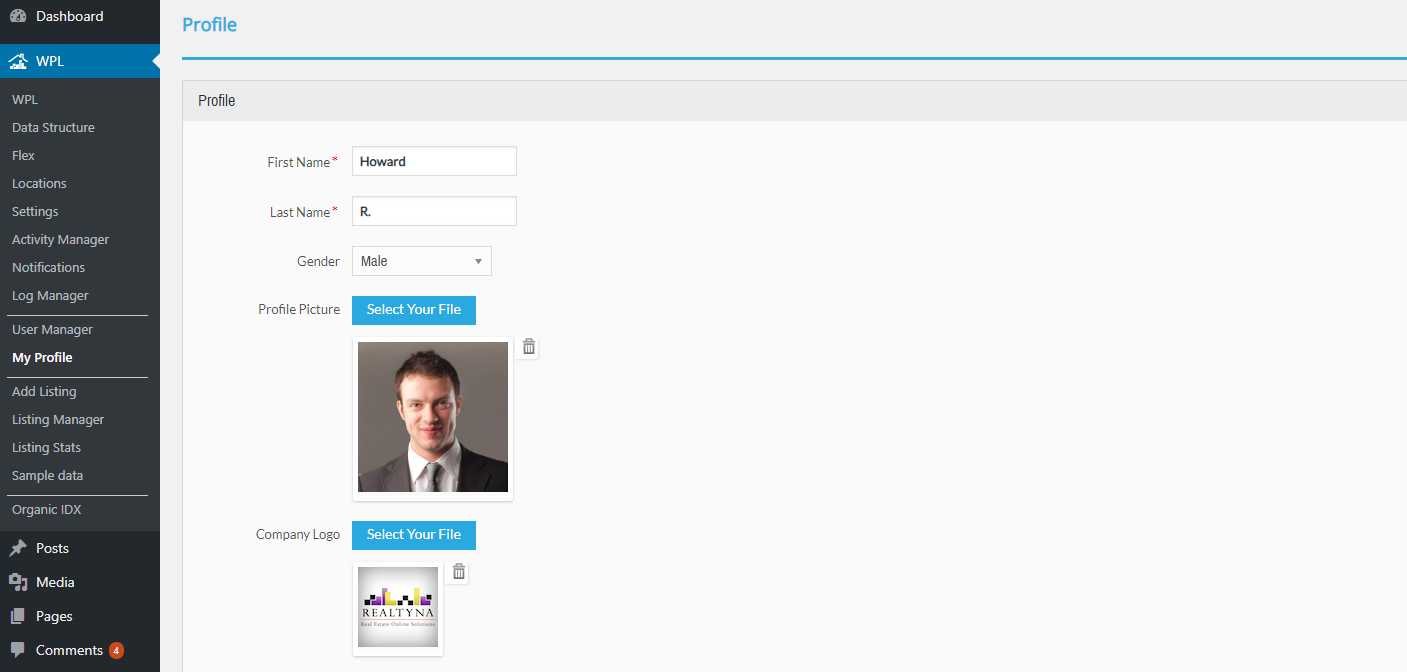 Dashboard
WPL
WPL
Data Structure
Flex
Locations
Settings
Activity Manager
Notifications
Log Manager
User Manager
My Profile
Add Listing
Listing Manager
Listing Stats
Sample data
Organic IDX
Posts
Media
Pages
Comments 4
Profile
Profile
First Name* Howard
Last Name* R.
Gender Male
Profile Picture Select Your File
Company Logo Select Your File
REALTYNA
Real Estate Online Solutions